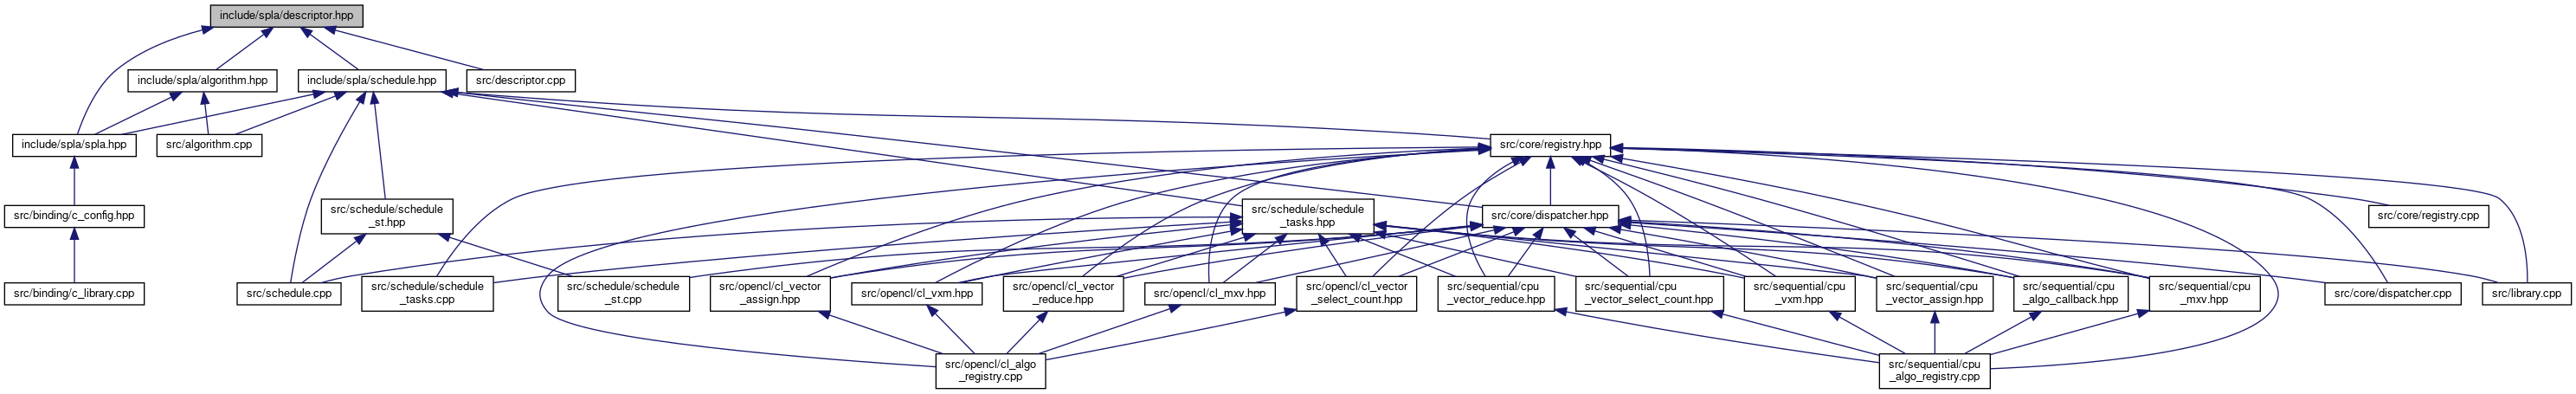 include/spla/descriptor.hpp
include/spla/algorithm.hpp
include/spla/schedule.hpp
src/descriptor.cpp
include/spla/spla.hpp
src/algorithm.cpp
src/core/registry.hpp
src/binding/c_config.hpp
src/schedule/schedule
_st.hpp
src/schedule/schedule
_tasks.hpp
src/core/dispatcher.hpp
src/core/registry.cpp
src/binding/c_library.cpp
src/schedule.cpp
src/schedule/schedule
_tasks.cpp
src/schedule/schedule
_st.cpp
src/opencl/cl_vector
_assign.hpp
src/opencl/cl_vxm.hpp
src/opencl/cl_vector
_reduce.hpp
src/opencl/cl_mxv.hpp
src/opencl/cl_vector
_select_count.hpp
src/sequential/cpu
_vector_reduce.hpp
src/sequential/cpu
_vector_select_count.hpp
src/sequential/cpu
_vxm.hpp
src/sequential/cpu
_vector_assign.hpp
src/sequential/cpu
_algo_callback.hpp
src/sequential/cpu
_mxv.hpp
src/core/dispatcher.cpp
src/library.cpp
src/opencl/cl_algo
_registry.cpp
src/sequential/cpu
_algo_registry.cpp